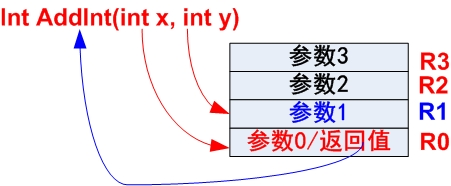 Int AddInt(int x, int y)
参数3 R3
参数2 R2
参数1 R1
参数0/返回值 R0